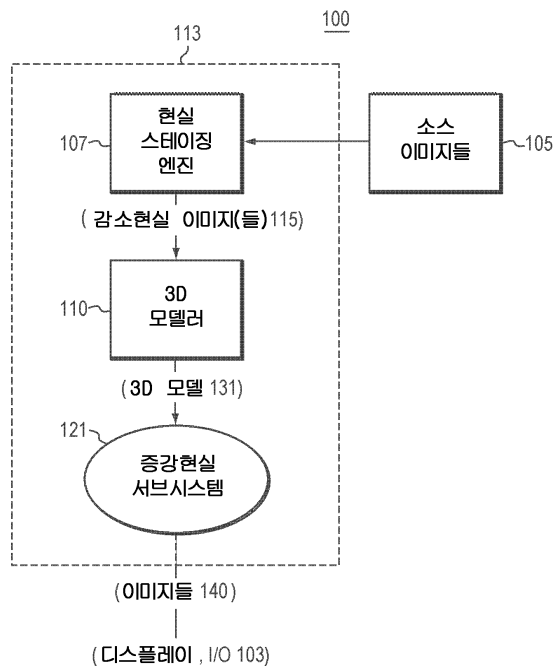 100
113
현실
스테이징
엔진
107
소스
이미지들
105
( 감소현실 이미지(들)115)
3D
모델러
110
(3D 모델 131)
121
증강현실
서브시스템
(이미지들 140)
(디스플레이, I/O 103)